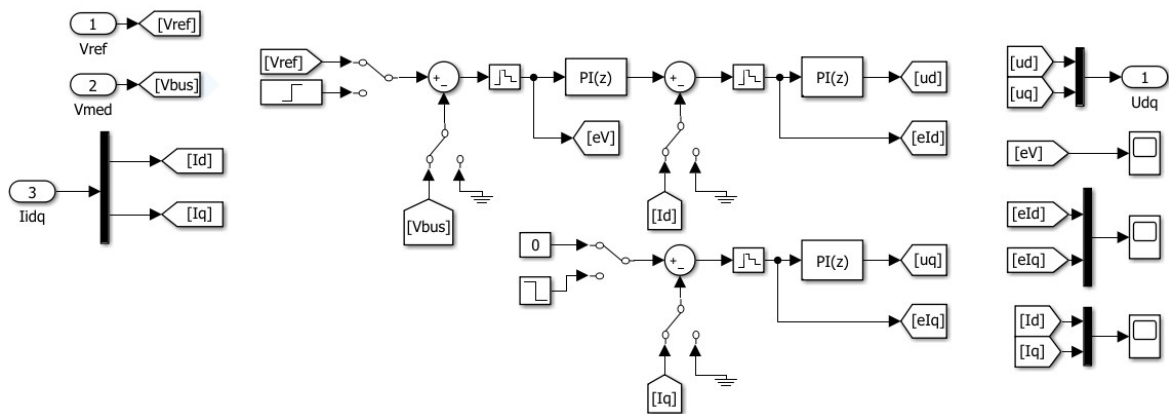 1
Vref
[Vref]
2
Vmed
[Vbus]
3
Iidq
[Id]
[Iq]
[Vref]
+
−
PI(z)
[eV]
[Vbus]
+
−
PI(z)
[ud]
[eId]
[Id]
0
+
−
PI(z)
[uq]
[eIq]
[Iq]
[ud]
[uq]
1
Udq
[eV]
[eId]
[eIq]
[Id]
[Iq]